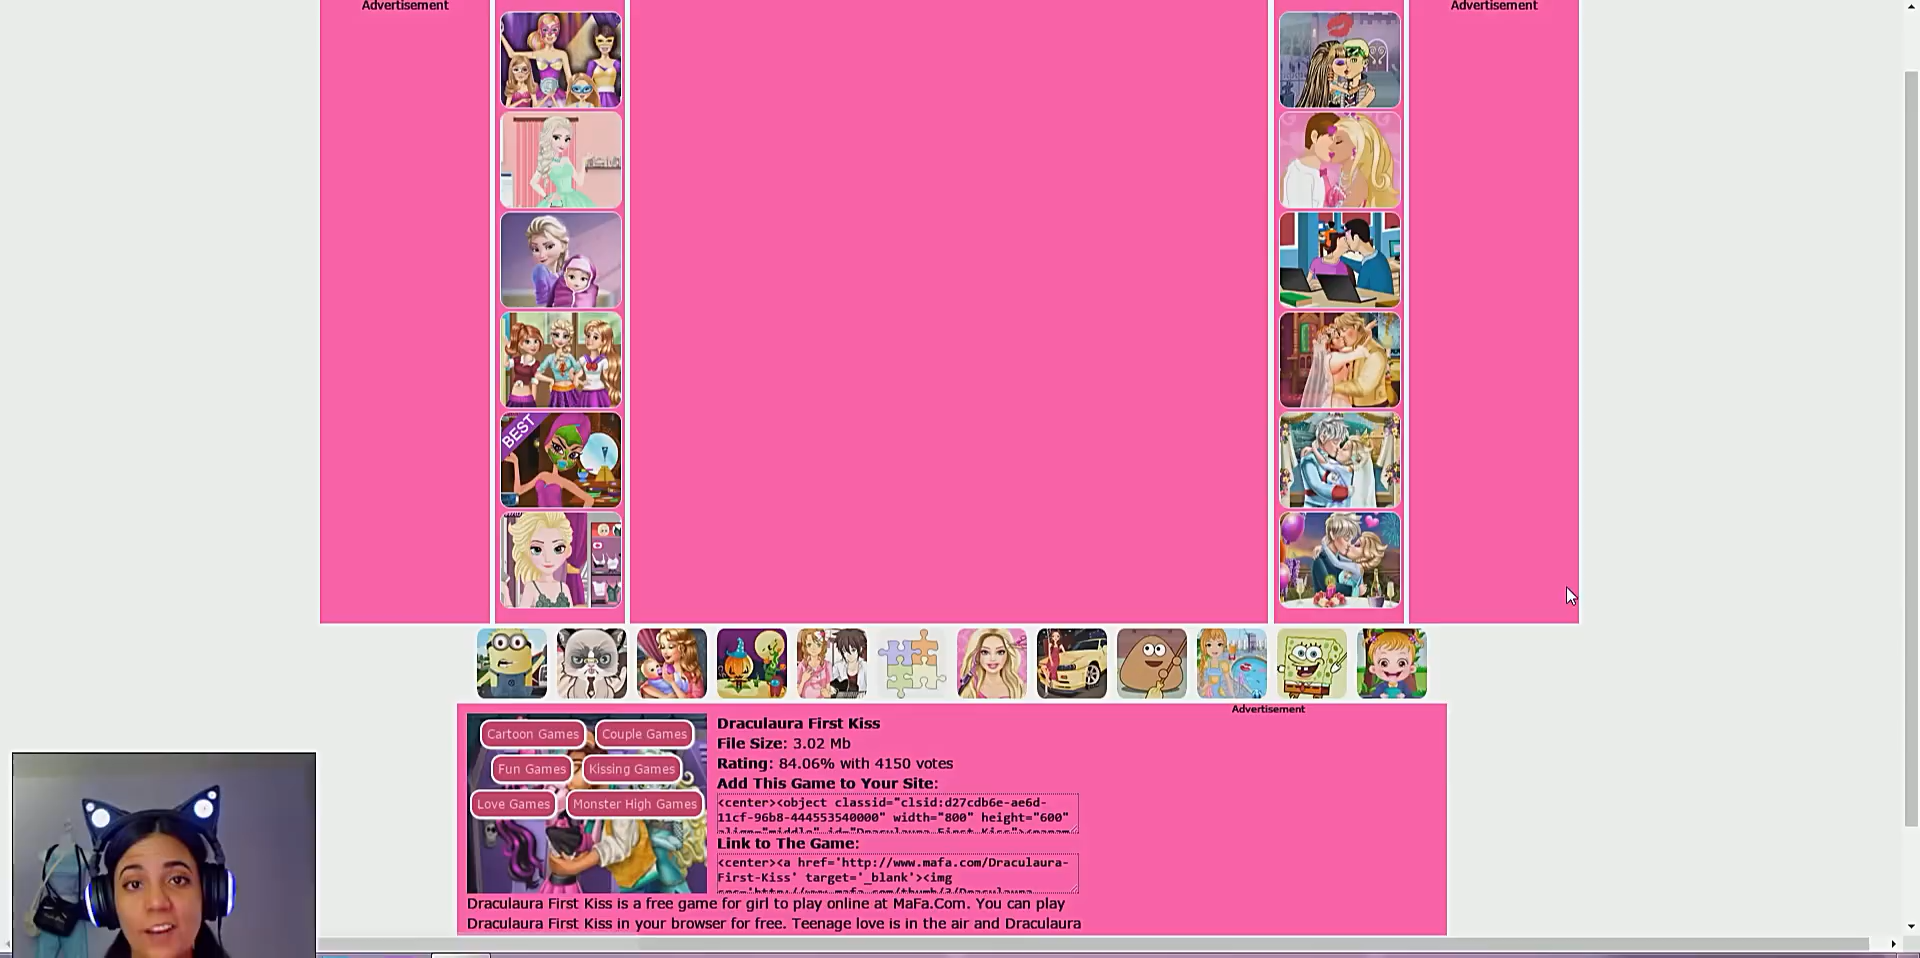 Advertisement
Advertisement
BEST
Cartoon Games
Couple Games
Fun Games
Kissing Games
Love Games
Monster High Games
Draculaura First Kiss
File Size: 3.02 Mb
Rating: 84.06% with 4150 votes
Add This Game to Your Site:
<center><object classid="clsid:d27cdb6e-ae6d-
11cf-96b8-444553540000" width="800" height="600"
Link to The Game:
<center><a href='http://www.mafa.com/Draculaura-
First-Kiss' target='_blank'><img
Advertisement
Draculaura First Kiss is a free game for girl to play online at MaFa.Com. You can play
Draculaura First Kiss in your browser for free. Teenage love is in the air and Draculaura